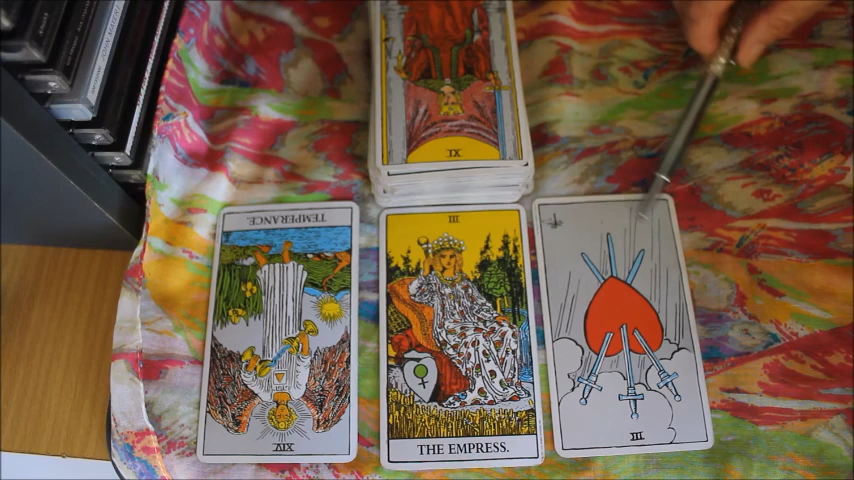 XI
TEMPERANCE.
XIV
III
THE EMPRESS.
III